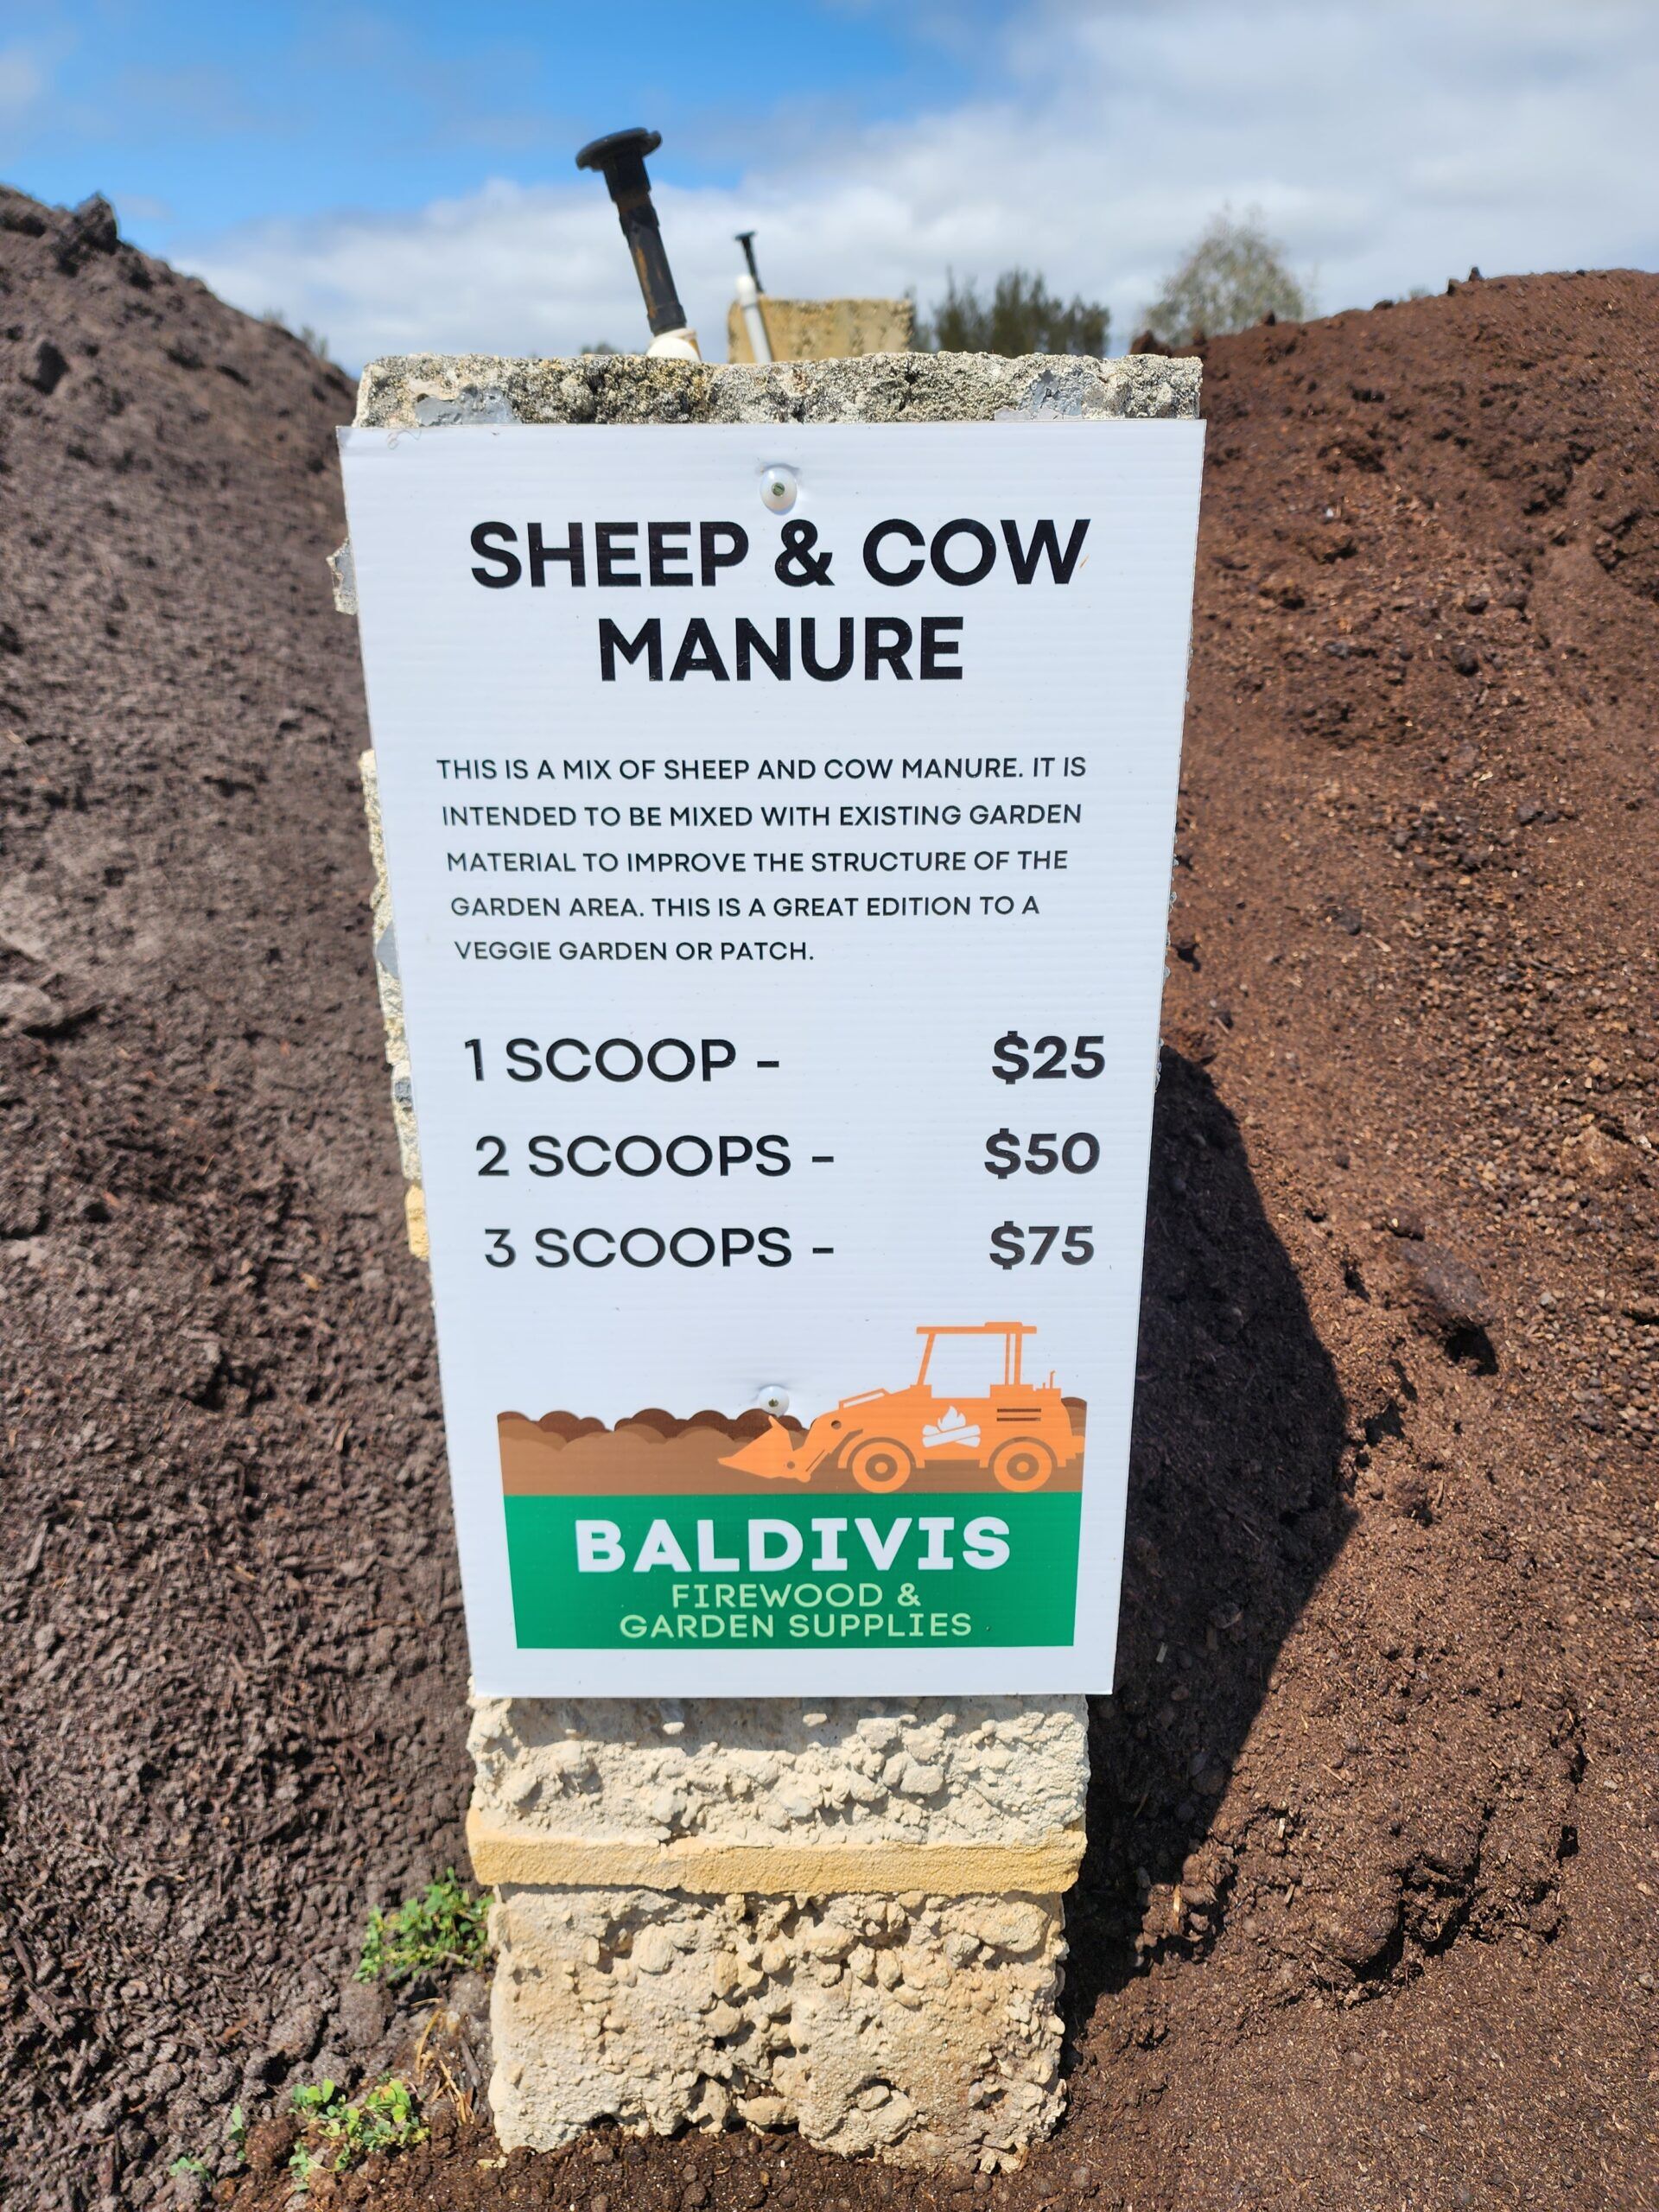 SHEEP & COW
MANURE
THIS IS A MIX OF SHEEP AND COW MANURE. IT IS
INTENDED TO BE MIXED WITH EXISTING GARDEN
MATERIAL TO IMPROVE THE STRUCTURE OF THE
GARDEN AREA. THIS IS A GREAT EDITION TO A
VEGGIE GARDEN OR PATCH.
1 SCOOP - $25
2 SCOOPS - $50
3 SCOOPS - $75
BALDIVIS
FIREWOOD &
GARDEN SUPPLIES